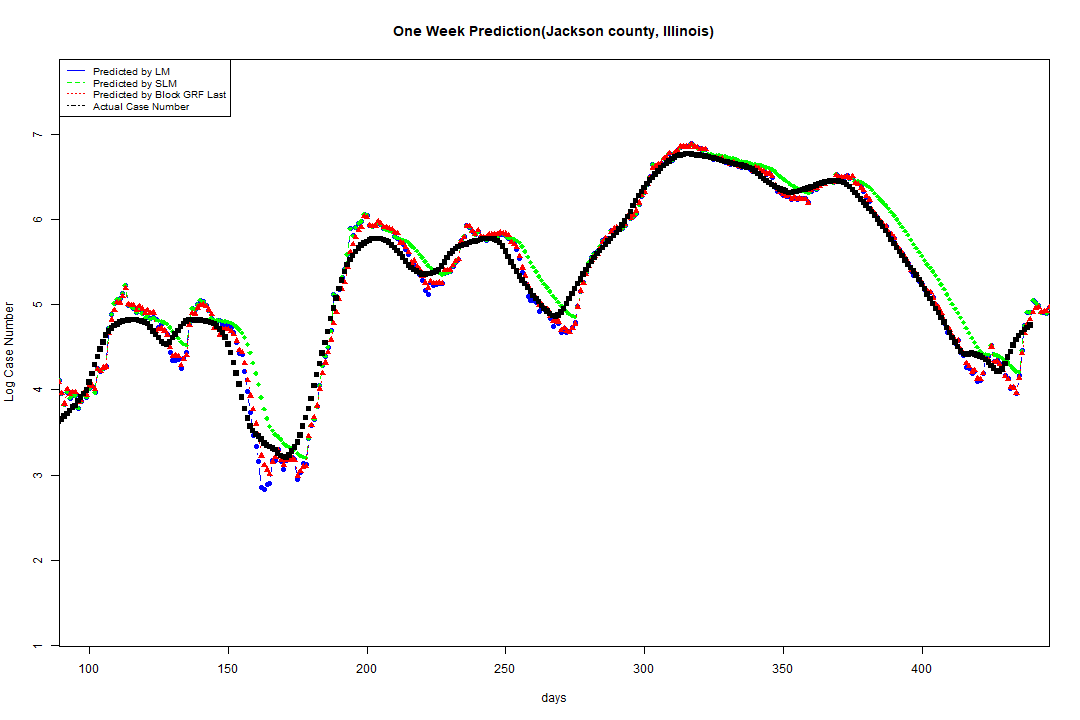 One Week Prediction(Jackson county, Illinois)
Predicted by LM
Predicted by SLM
Predicted by Block GRF Last
Actual Case Number
Log Case Number
7
6
5
4
3
2
1
100 150 200 250 300 350 400
days